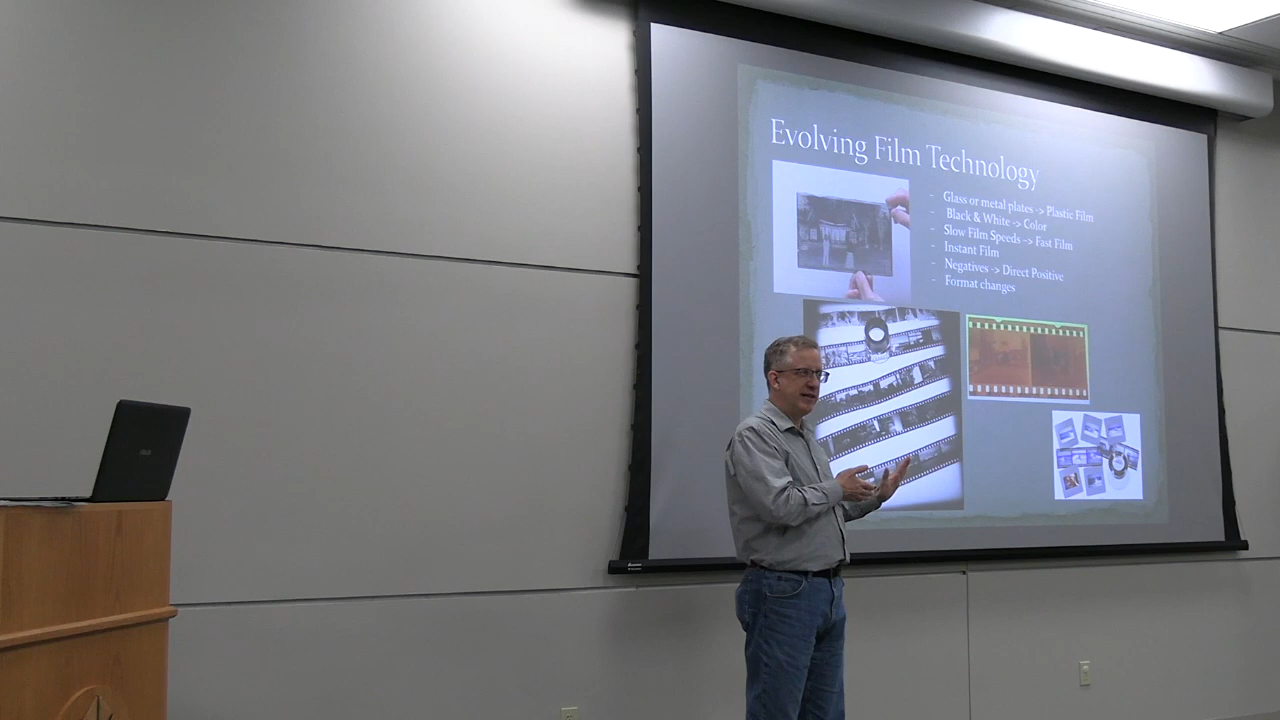 Evolving Film Technology
- Glass or metal plates -> Plastic Film
- Black & White -> Color
- Slow Film Speeds -> Fast Film
- Instant Film
- Negatives -> Direct Positive
- Format changes
ASUS